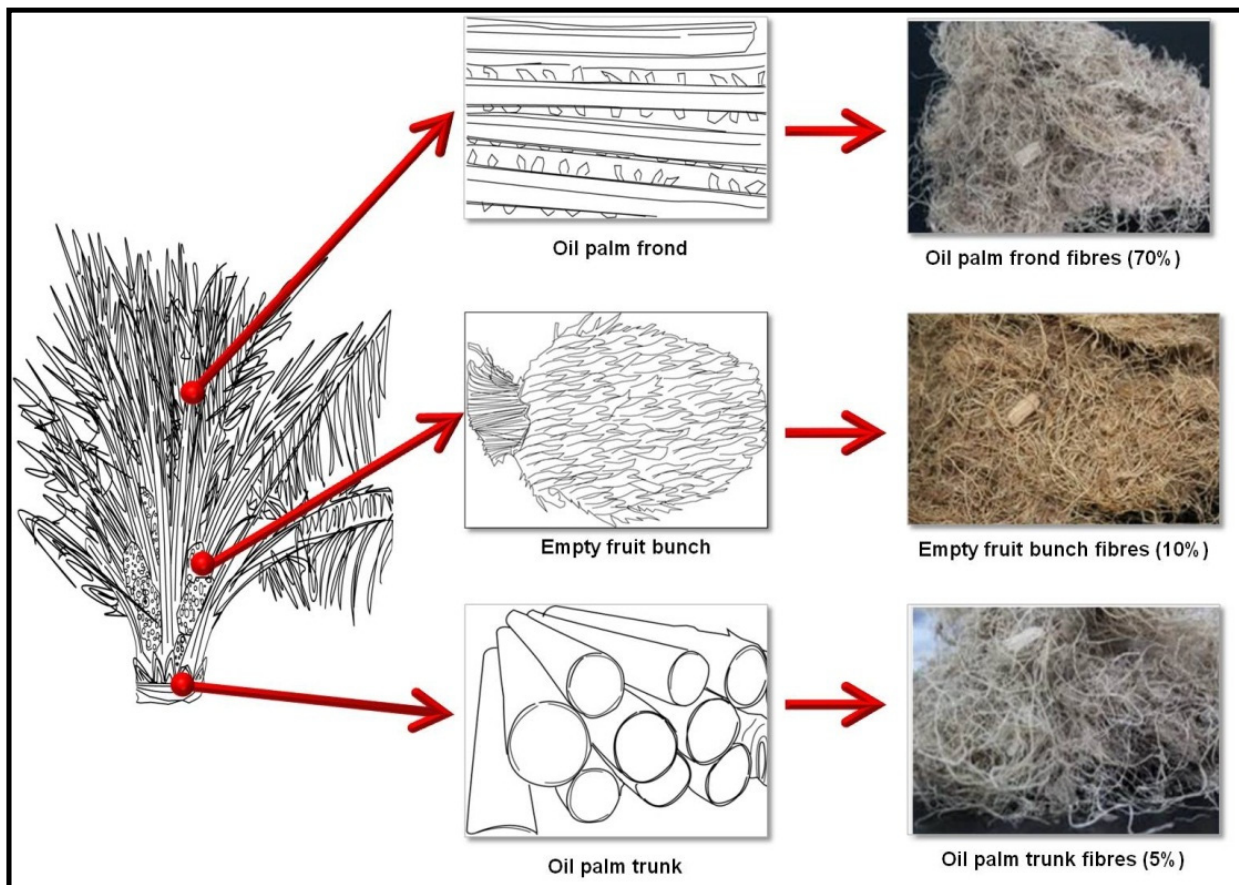 Oil palm frond
Oil palm frond fibres (70%)
Empty fruit bunch
Empty fruit bunch fibres (10%)
Oil palm trunk
Oil palm trunk fibres (5%)